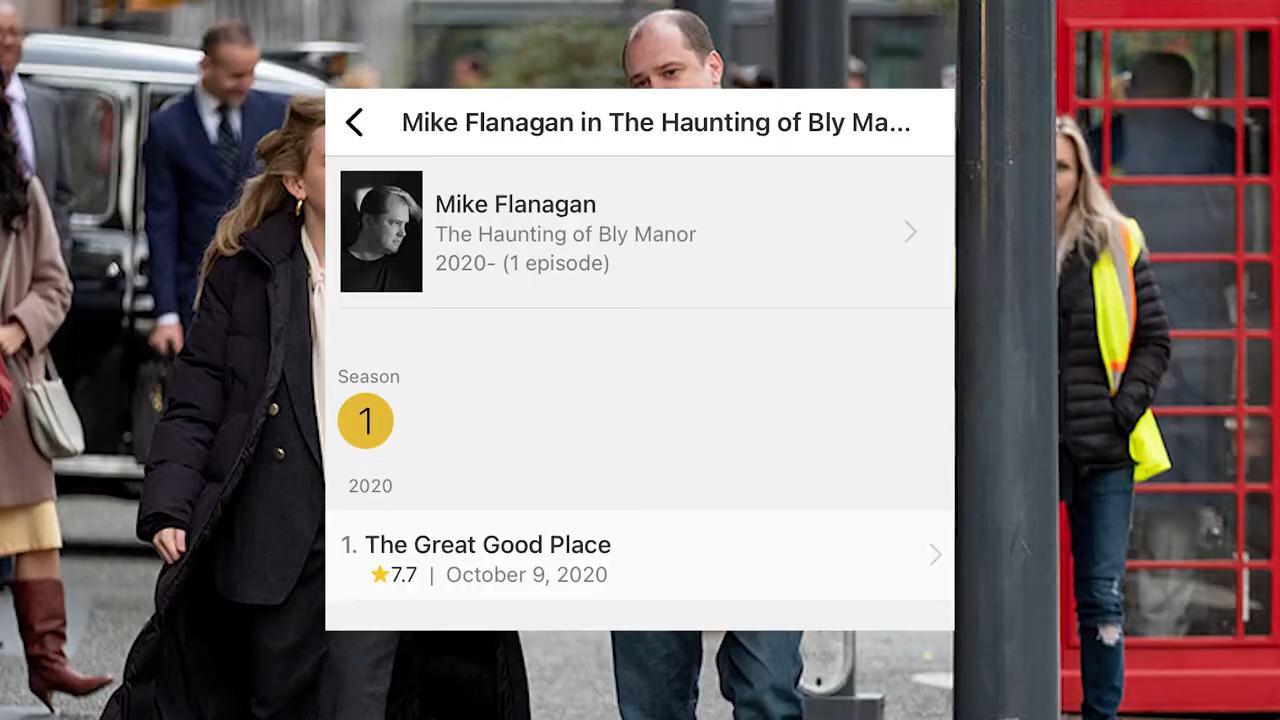 Mike Flanagan in The Haunting of Bly Ma...
Mike Flanagan
The Haunting of Bly Manor
2020- (1 episode)
Season
1
2020
1. The Great Good Place
7.7 | October 9, 2020